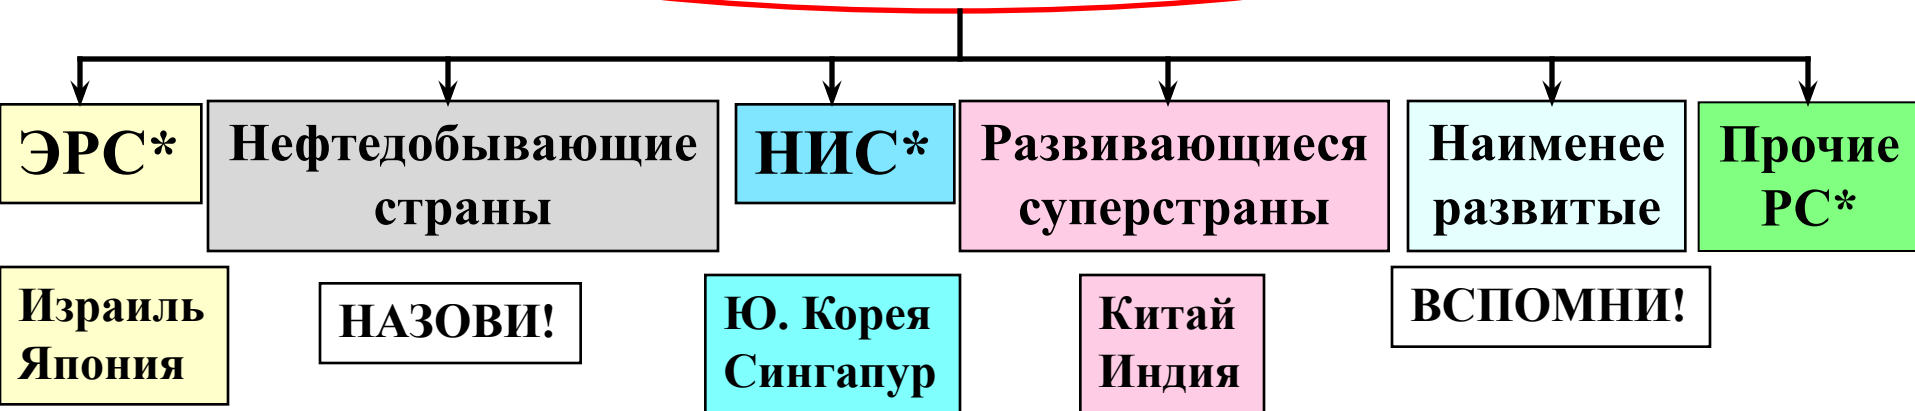 ЭРС*
Нефтедобывающие
страны
НИС*
Развивающиеся
суперстраны
Наименее
развитые
Прочие
РС*
Израиль
Япония
НАЗОВИ!
Ю. Корея
Сингапур
Китай
Индия
ВСПОМНИ!